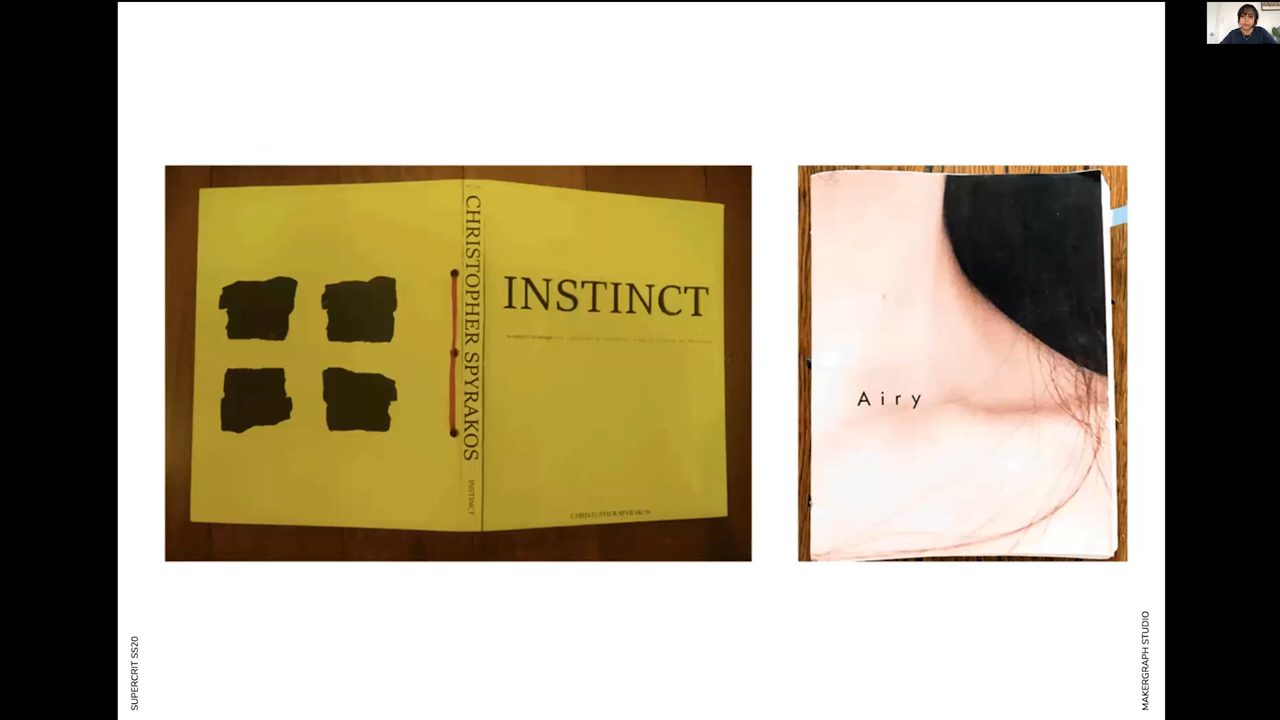 CHRISTOPHER SPYRAKOS
INSTINCT
INSTINCT
CHRISTOPHER SPYRAKOS
Airy
SUPERCRIT SS20
MAKERGRAPH STUDIO